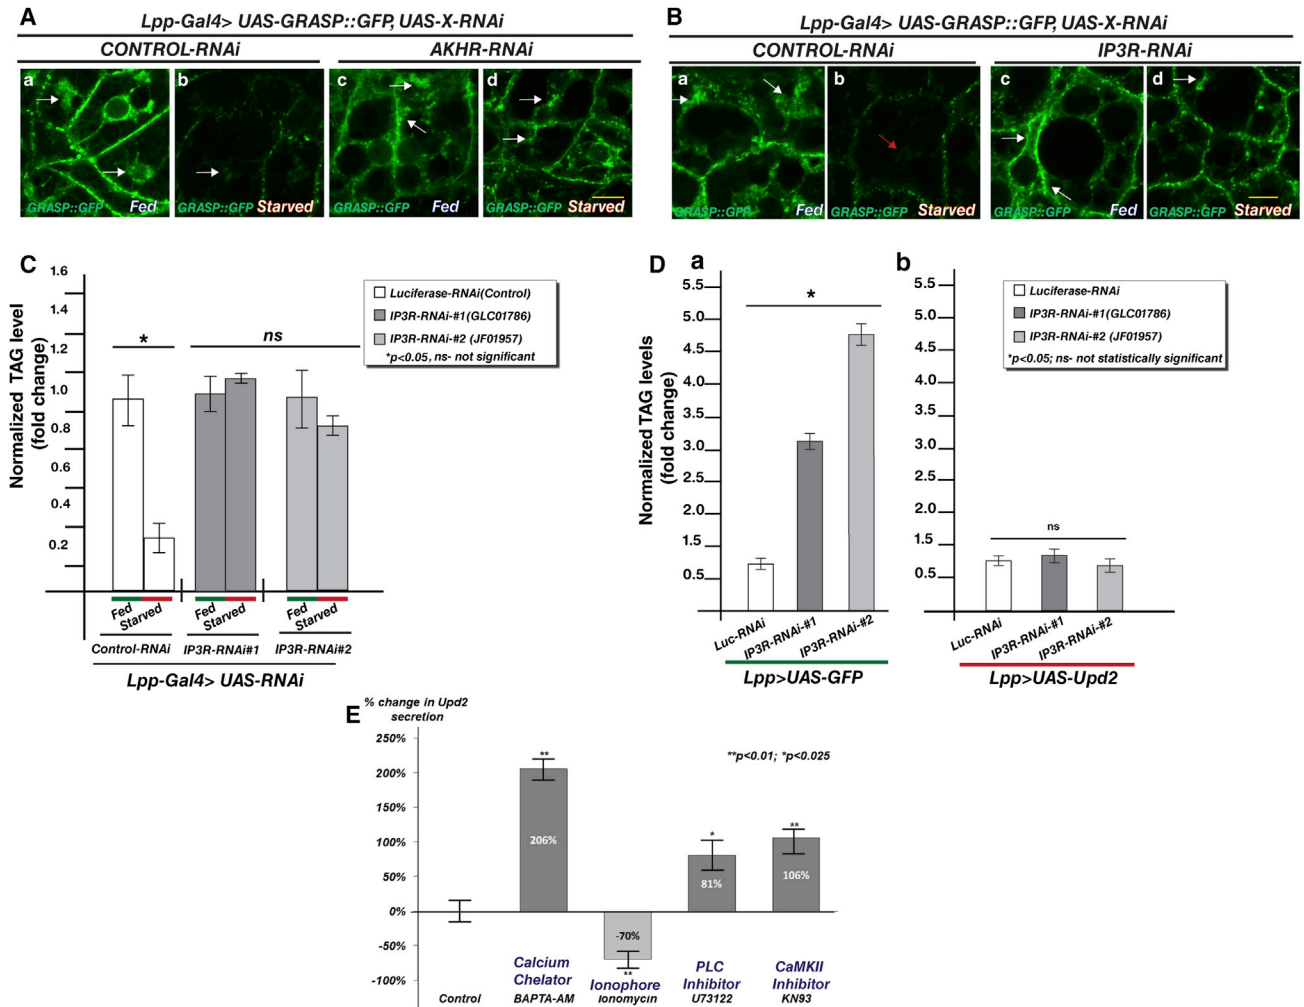 A
Lpp-Gal4> UAS-GRASP::GFP, UAS-X-RNAi
CONTROL-RNAi
AKHR-RNAi
a
b
c
d
GRASP::GFP Fed
GRASP::GFP Starved
GRASP::GFP Fed
GRASP::GFP Starved
B
Lpp-Gal4> UAS-GRASP::GFP, UAS-X-RNAi
CONTROL-RNAi
IP3R-RNAi
a
b
c
d
GRASP::GFP Fed
GRASP::GFP Starved
GRASP::GFP Fed
GRASP::GFP Starved
C
Normalized TAG level
(fold change)
1.6
1.4
1.2
1.0
0.8
0.6
0.4
0.2
*
ns
Luciferase-RNAi(Control)
IP3R-RNAi-#1(GLC01786)
IP3R-RNAi-#2 (JF01957)
*p<0.05, ns- not significant
Fed
Starved
Fed
Starved
Fed
Starved
Control-RNAi
IP3R-RNAi#1
IP3R-RNAi#2
Lpp-Gal4> UAS-RNAi
D
a
Normalized TAG levels
(fold change)
5.5
5.0
4.5
4.0
3.5
3.0
2.5
2.0
1.5
0.5
*
Luc-RNAi
IP3R-RNAi-#1
IP3R-RNAi-#2
Lpp>UAS-GFP
b
5.5
5.0
4.5
4.0
3.5
3.0
2.5
2.0
1.5
0.5
Luciferase-RNAi
IP3R-RNAi-#1(GLC01786)
IP3R-RNAi-#2 (JF01957)
*p<0.05; ns- not statistically significant
ns
Luc-RNAi
IP3R-RNAi-#1
IP3R-RNAi-#2
Lpp>UAS-Upd2
E
% change in Upd2
secretion
250%
200%
150%
100%
50%
0%
-50%
-100%
**p<0.01; *p<0.025
**
206%
-70%
**
*
81%
**
106%
Control
Calcium
Chelator
BAPTA-AM
Ionophore
Ionomycin
PLC
Inhibitor
U73122
CaMKII
Inhibitor
KN93